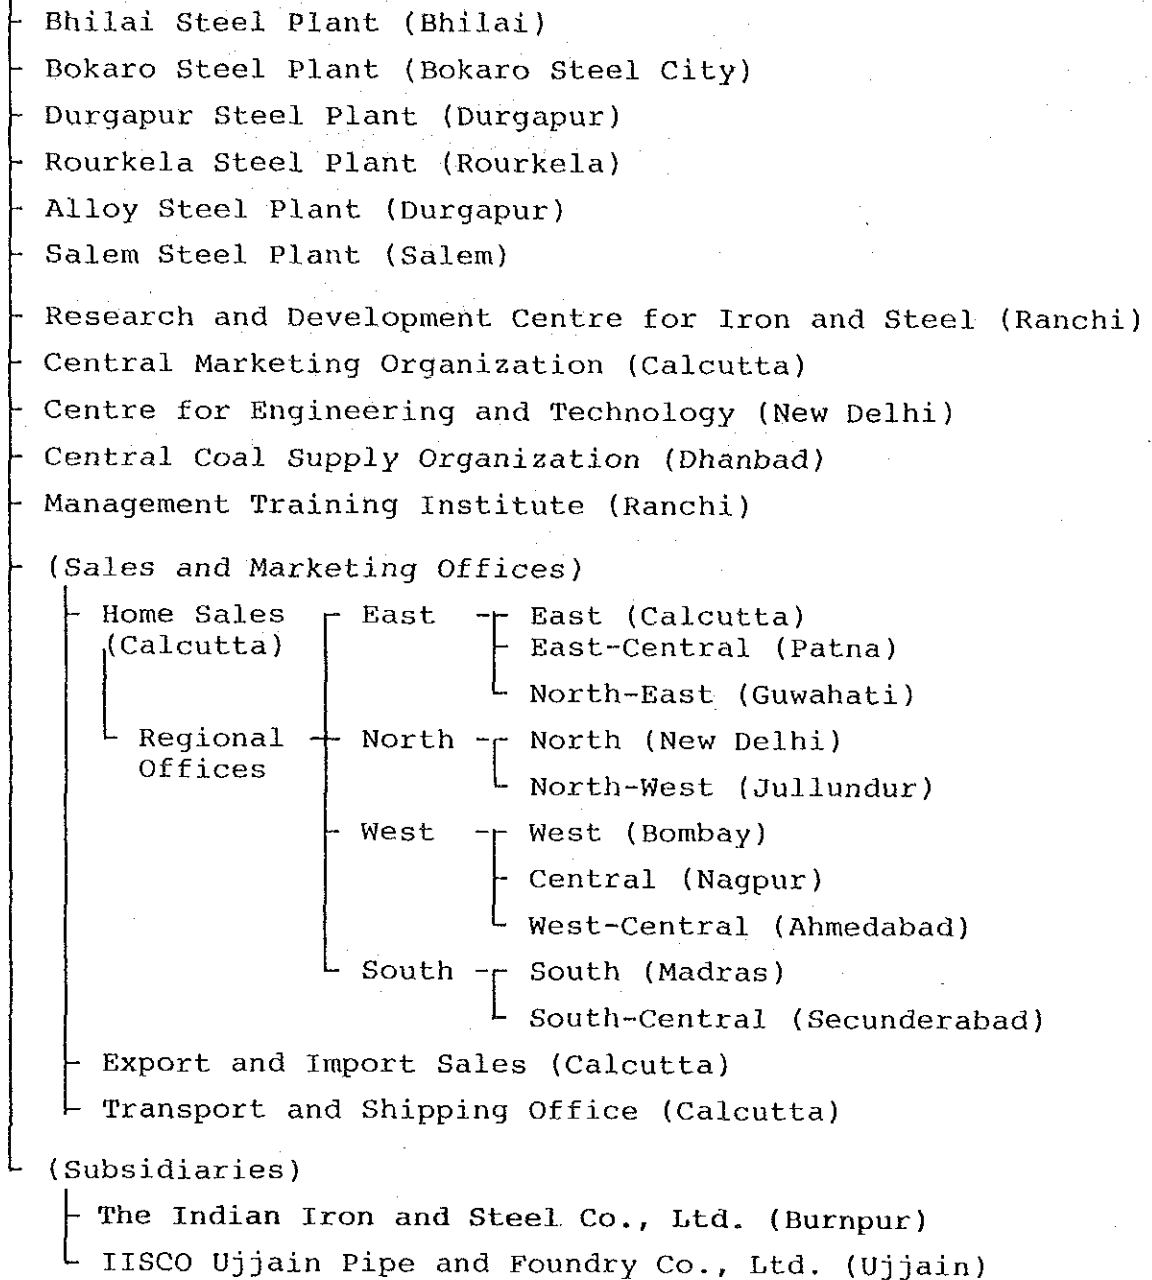 Bhilai Steel Plant (Bhilai)
Bokaro Steel Plant (Bokaro Steel City)
Durgapur Steel Plant (Durgapur)
Rourkela Steel Plant (Rourkela)
Alloy Steel Plant (Durgapur)
Salem Steel Plant (Salem)
Research and Development Centre for Iron and Steel (Ranchi)
Central Marketing Organization (Calcutta)
Centre for Engineering and Technology (New Delhi)
Central Coal Supply Organization (Dhanbad)
Management Training Institute (Ranchi)
(Sales and Marketing Offices)
Home Sales East East (Calcutta)
(Calcutta) East-Central (Patna)
North-East (Guwahati)
Regional North North (New Delhi)
Offices
North-West (Jullundur)
West West (Bombay)
Central (Nagpur)
West-Central (Ahmedabad)
South South (Madras)
South-Central (Secunderabad)
Export and Import Sales (Calcutta)
Transport and Shipping Office (Calcutta)
(Subsidiaries)
The Indian Iron and Steel Co., Ltd. (Burnpur)
IISCO Ujjain Pipe and Foundry Co., Ltd. (Ujjain)